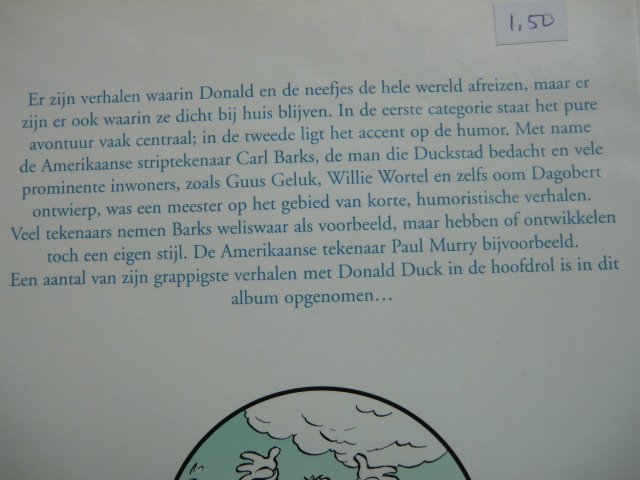 1,50
Er zijn verhalen waarin Donald en de neefjes de hele wereld afreizen, maar er
zijn er ook waarin ze dicht bij huis blijven. In de eerste categorie staat het pure
avontuur vaak centraal; in de tweede ligt het accent op de humor. Met name
de Amerikaanse striptekenaar Carl Barks, de man die Duckstad bedacht en vele
prominente inwoners, zoals Guus Geluk, Willie Wortel en zelfs oom Dagobert
ontwierp, was een meester op het gebied van korte, humoristische verhalen.
Veel tekenaars nemen Barks weliswaar als voorbeeld, maar hebben of ontwikkelen
toch een eigen stijl. De Amerikaanse tekenaar Paul Murry bijvoorbeeld.
Een aantal van zijn grappigste verhalen met Donald Duck in de hoofdrol is in dit
album opgenomen…